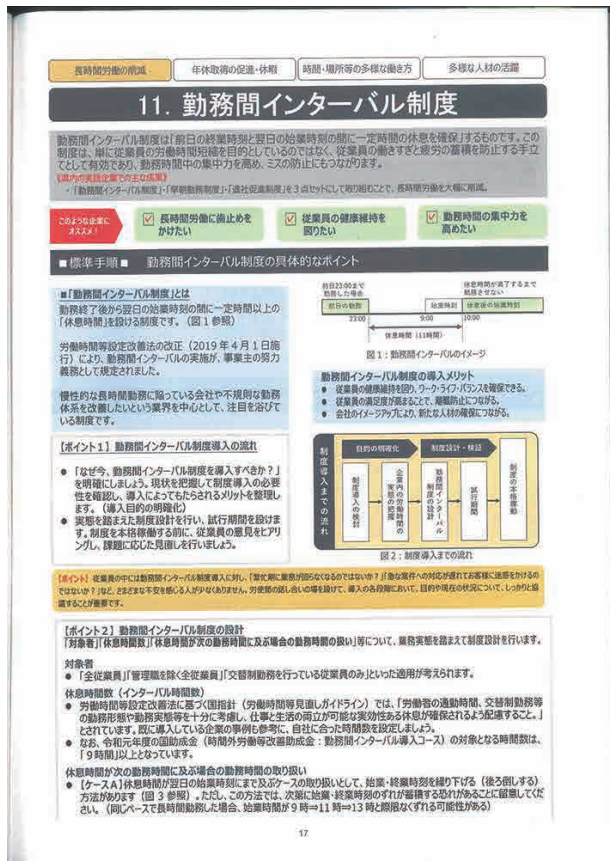 長時間労働の削減
年休取得の促進・休暇
時間・場所等の多様な働き方
多様な人材の活躍
11. 勤務間インターバル制度
勤務間インターバル制度は「前日の終業時刻と翌日の始業時刻の間に一定時間の休息を確保」するものです。この
制度は、単に従業員の労働時間短縮を目的としているのではなく、従業員の働きすぎと疲労の蓄積を防止する手立
てとして有効であり、勤務時間中の集中力を高め、ミスの防止にもつながります。
《県内の実践企業での主な成果》
・「勤務間インターバル制度」・「早朝勤務制度」・「退社促進制度」を3点セットにして取り組むことで、長時間労働を大幅に削減。
このような企業に
オススメ!
長時間労働に歯止めを
かけたい
従業員の健康維持を
図りたい
勤務時間の集中力を
高めたい
■標準手順■ 勤務間インターバル制度の具体的なポイント
■「勤務間インターバル制度」とは
勤務終了後から翌日の始業時刻の間に一定時間以上の
「休息時間」を設ける制度です。(図1参照)
労働時間等設定改善法の改正(2019年4月1日施
行)により、勤務間インターバルの実施が、事業主の努力
義務として規定されました。
慢性的な長時間勤務に陥っている会社や不規則な勤務
体系を改善したいという業界を中心として、注目を浴びて
いる制度です。
前日23:00まで
勤務した場合
休息時間が満了するまで
勤務させない
前日の勤務
始業時刻
休息後の始業時刻
23:00
9:00
10:00
休息時間(11時間)
図1:勤務間インターバルのイメージ
勤務間インターバル制度の導入メリット
● 従業員の健康維持を図り、ワーク・ライフ・バランスを確保できる。
● 従業員の満足度が高まることで、離職防止につながる。
● 会社のイメージアップにより、新たな人材の確保につながる。
【ポイント1】勤務間インターバル制度導入の流れ
● 「なぜ今、勤務間インターバル制度を導入すべきか?」
を明確にしましょう。現状を把握して制度導入の必要
性を確認し、導入によってもたらされるメリットを整理し
ます。(導入目的の明確化)
● 実態を踏まえた制度設計を行い、試行期間を設けま
す。制度を本格稼働する前に、従業員の意見をヒアリ
ングし、課題に応じた見直しを行いましょう。
制度導入までの流れ
目的の明確化
制度設計・検証
制度導入の検討
企業内の労働時間の
実態の把握
勤務間インターバル
制度の設計
試行期間
制度の本格稼動
図2:制度導入までの流れ
【ポイント】従業員の中には勤務間インターバル制度導入に対し、「繁忙期に業務が回らなくなるのではないか?」「急な案件への対応が遅れてお客様に迷惑をかけるの
ではないか?」など、さまざまな不安を感じる人が少なくありません。労使間の話し合いの場を設けて、導入の各段階において、目的や現在の状況について、しっかりと協
議することが重要です。
【ポイント2】勤務間インターバル制度の設計
「対象者」「休息時間数」「休息時間が次の勤務時間に及ぶ場合の勤務時間の扱い」等について、業務実態を踏まえて制度設計を行います。
対象者
● 「全従業員」「管理職を除く全従業員」「交替制勤務を行っている従業員のみ」といった適用が考えられます。
休息時間数(インターバル時間数)
● 労働時間等設定改善法に基づく国指針(労働時間等見直しガイドライン)では、「労働者の通勤時間、交替制勤務等
の勤務形態や勤務実態等を十分に考慮し、仕事と生活の両立が可能な実効性ある休息が確保されるよう配慮すること。」
とされています。既に導入している企業の事例も参考に、自社に合った時間数を設定しましょう。
● なお、令和元年度の国助成金(時間外労働等改善助成金:勤務間インターバル導入コース)の対象となる時間数は、
「9時間」以上となっています。
休息時間が次の勤務時間に及ぶ場合の勤務時間の取り扱い
● 【ケースA】休息時間が翌日の始業時刻にまで及ぶケースの取り扱いとして、始業・終業時刻を繰り下げる(後ろ倒しする)
方法があります(図3参照)。ただし、この方法では、次第に始業・終業時刻のずれが蓄積する恐れがあることに留意してくだ
さい。(同じペースで長時間勤務した場合、始業時間が9時⇒11時⇒13時と際限なくずれる可能性がある)
17